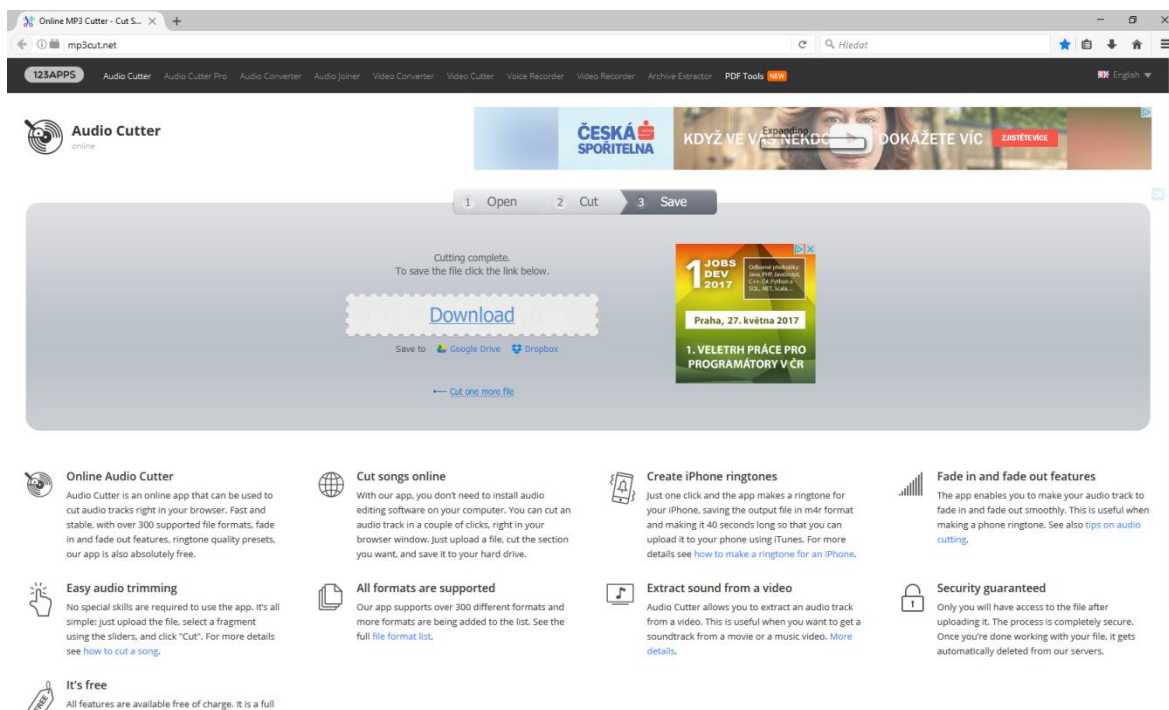 Online MP3 Cutter - Cut S...
mp3cut.net
Hledat
123APPS Audio Cutter Audio Cutter Pro Audio Converter Audio Joiner Video Converter Video Cutter Voice Recorder Video Recorder Archive Extractor PDF Tools NEW English
Audio Cutter
online
ČESKÁ
SPOŘITELNA
KDYŽ VE VÁS NĚKDO DOKÁŽETE VÍC
Expanding
ZJISTĚTE VÍCE
1 Open 2 Cut 3 Save
Cutting complete.
To save the file click the link below.
Download
Save to Google Drive Dropbox
Cut one more file
1 JOBS
DEV
2017
Odborné přednášky:
Java, PHP, JavaScript,
C++, C#, Python a
SQL, .NET, Scala, ...
Praha, 27. května 2017
1. VELETRH PRÁCE PRO
PROGRAMÁTORY V ČR
Online Audio Cutter
Audio Cutter is an online app that can be used to
cut audio tracks right in your browser. Fast and
stable, with over 300 supported file formats, fade
in and fade out features, ringtone quality presets,
our app is also absolutely free.
Cut songs online
With our app, you don't need to install audio
editing software on your computer. You can cut an
audio track in a couple of clicks, right in your
browser window. Just upload a file, cut the section
you want, and save it to your hard drive.
Create iPhone ringtones
Just one click and the app makes a ringtone for
your iPhone, saving the output file in m4r format
and making it 40 seconds long so that you can
upload it to your phone using iTunes. For more
details see how to make a ringtone for an iPhone.
Fade in and fade out features
The app enables you to make your audio track to
fade in and fade out smoothly. This is useful when
making a phone ringtone. See also tips on audio
cutting.
Easy audio trimming
No special skills are required to use the app. It's all
simple: just upload the file, select a fragment
using the sliders, and click "Cut". For more details
see how to cut a song.
All formats are supported
Our app supports over 300 different formats and
more formats are being added to the list. See the
full file format list.
Extract sound from a video
Audio Cutter allows you to extract an audio track
from a video. This is useful when you want to get a
soundtrack from a movie or a music video. More
details.
Security guaranteed
Only you will have access to the file after
uploading it. The process is completely secure.
Once you're done working with your file, it gets
automatically deleted from our servers.
FREE
It's free
All features are available free of charge. It is a full